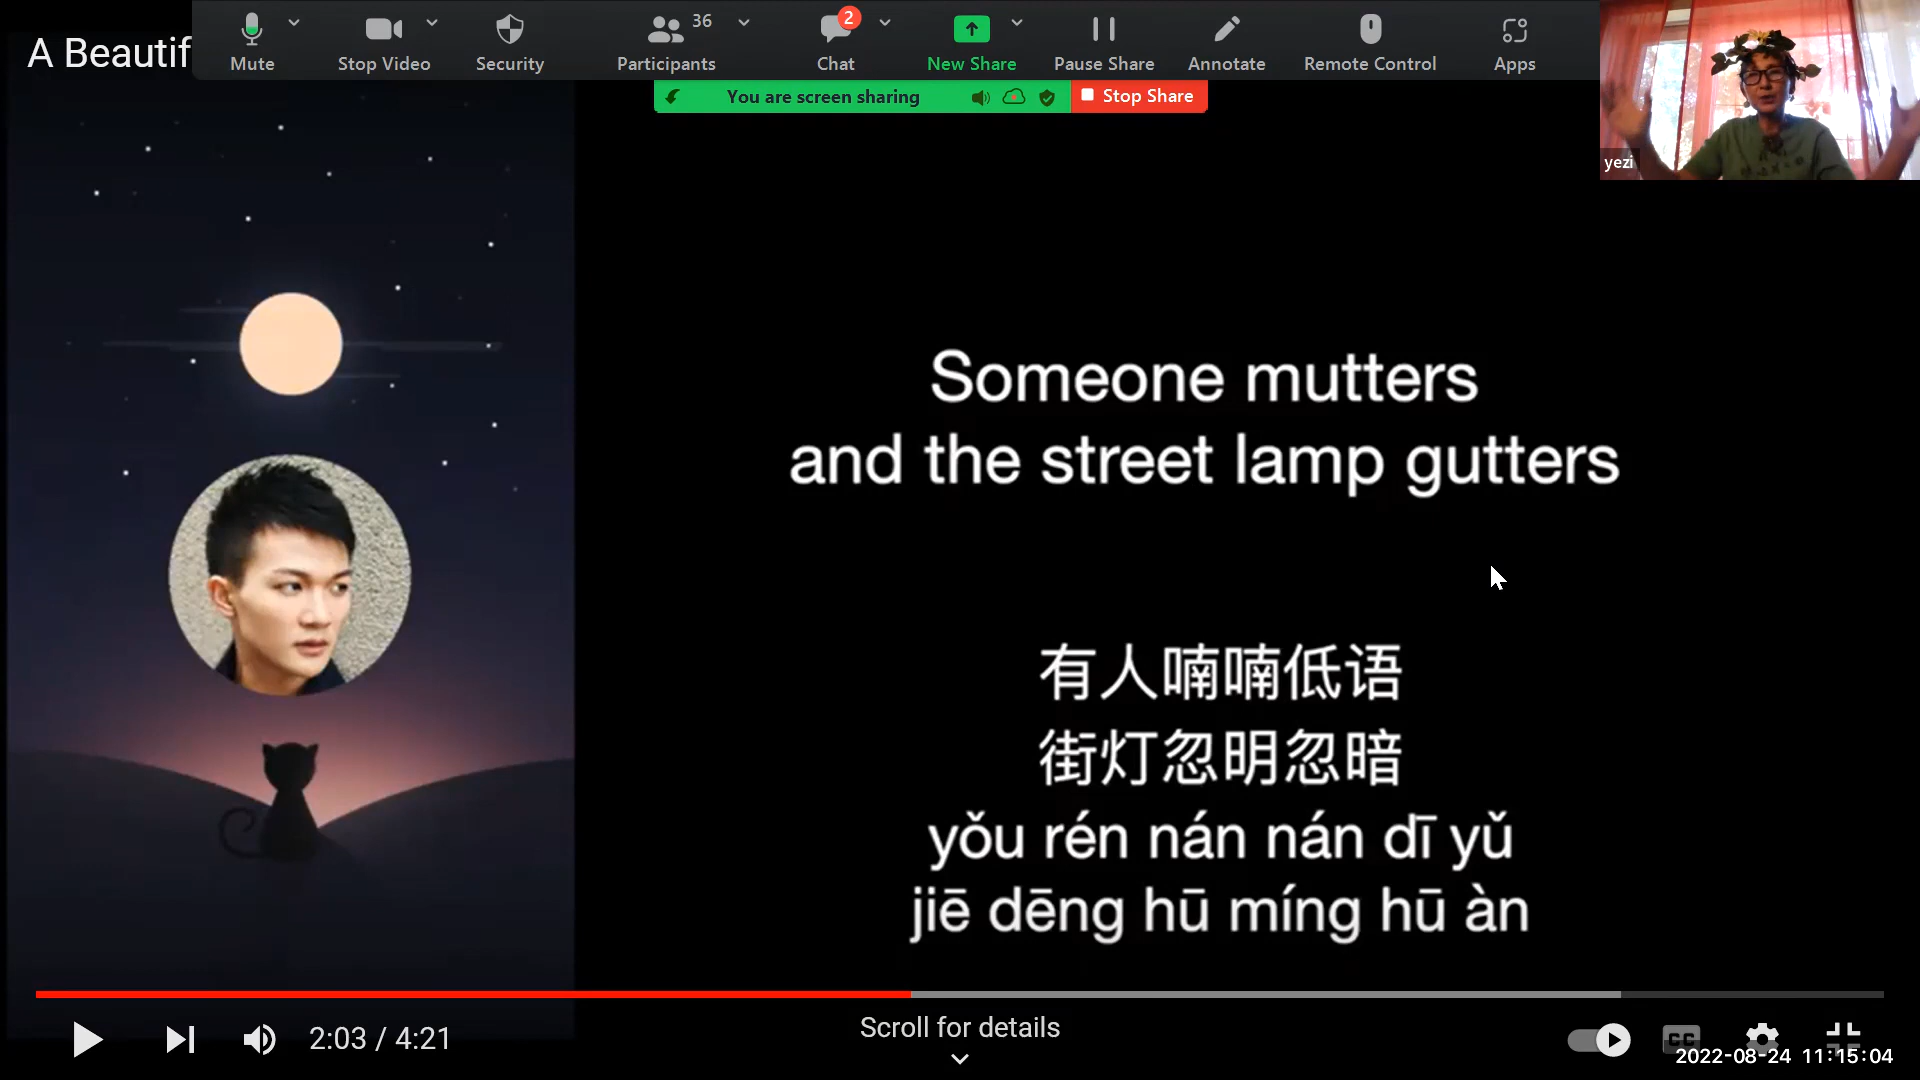 A Beautif
Mute
Stop Video
Security
Participants
36
Chat
2
New Share
Pause Share
Annotate
Remote Control
Apps
You are screen sharing
Stop Share
yezi
Someone mutters
and the street lamp gutters
有人喃喃低语
街灯忽明忽暗
yǒu rén nán nán dī yǔ
jiē dēng hū míng hū àn
2:03 / 4:21
Scroll for details
CC
2022-08-24 11:15:04